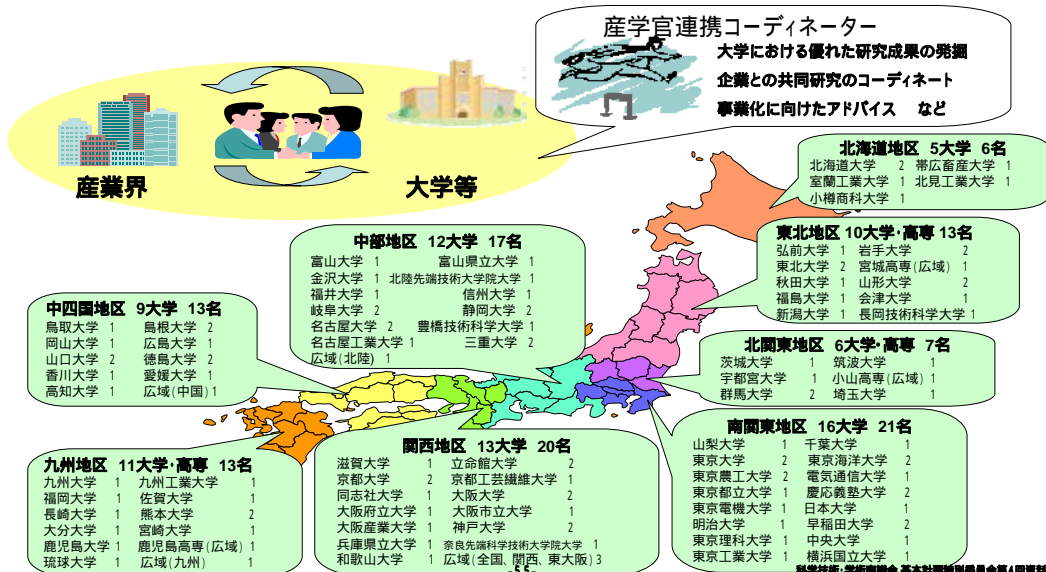 産学官連携コーディネーター
大学における優れた研究成果の発掘
企業との共同研究のコーディネート
事業化に向けたアドバイス など
産業界
大学等
北海道地区 5大学 6名
北海道大学 2 帯広畜産大学 1
室蘭工業大学 1 北見工業大学 1
小樽商科大学 1
東北地区 10大学・高専 13名
弘前大学 1 岩手大学 2
東北大学 2 宮城高専(広域) 1
秋田大学 1 山形大学 2
福島大学 1 会津大学 1
新潟大学 1 長岡技術科学大学 1
中部地区 12大学 17名
富山大学 1 富山県立大学 1
金沢大学 1 北陸先端技術大学院大学 1
福井大学 1 信州大学 1
岐阜大学 2 静岡大学 2
名古屋大学 2 豊橋技術科学大学 1
名古屋工業大学 1 三重大学 2
広域(北陸) 1
中四国地区 9大学 13名
鳥取大学 1 島根大学 2
岡山大学 1 広島大学 1
山口大学 2 徳島大学 2
香川大学 1 愛媛大学 1
高知大学 1 広域(中国) 1
北関東地区 6大学・高専 7名
茨城大学 1 筑波大学 1
宇都宮大学 1 小山高専(広域) 1
群馬大学 2 埼玉大学 1
南関東地区 16大学 21名
山梨大学 1 千葉大学 1
東京大学 2 東京海洋大学 2
東京農工大学 2 電気通信大学 1
東京都立大学 1 慶応義塾大学 2
東京電機大学 1 日本大学 1
明治大学 1 早稲田大学 2
東京理科大学 1 中央大学 1
東京工業大学 1 横浜国立大学 1
関西地区 13大学 20名
滋賀大学 1 立命館大学 2
京都大学 2 京都工芸繊維大学 1
同志社大学 1 大阪大学 2
大阪府立大学 1 大阪市立大学 1
大阪産業大学 1 神戸大学 2
兵庫県立大学 1 奈良先端科学技術大学院大学 1
和歌山大学 1 広域(全国、関西、東大阪) 3
九州地区 11大学・高専 13名
九州大学 1 九州工業大学 1
福岡大学 1 佐賀大学 1
長崎大学 1 熊本大学 2
大分大学 1 宮崎大学 1
鹿児島大学 1 鹿児島高専(広域) 1
琉球大学 1 広域(九州) 1
-55-
科学技術・学術審議会 基本計画特別委員会第4回資料